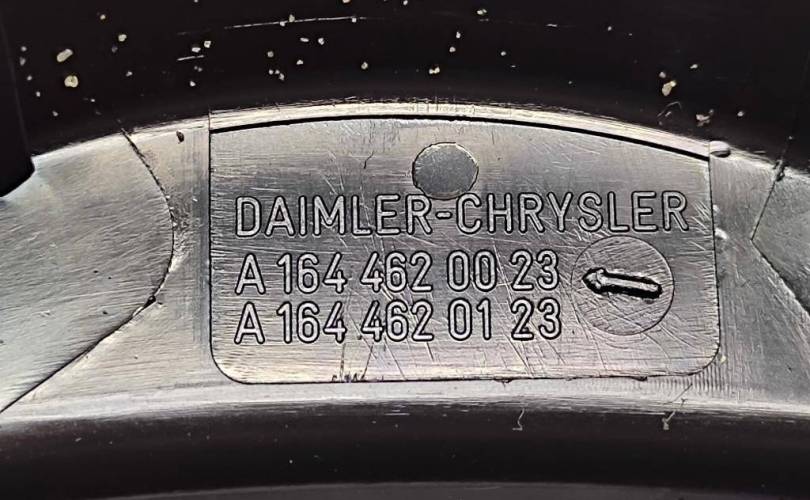 DAIMLER-CHRYSLER
A 164 462 00 23
A 164 462 01 23